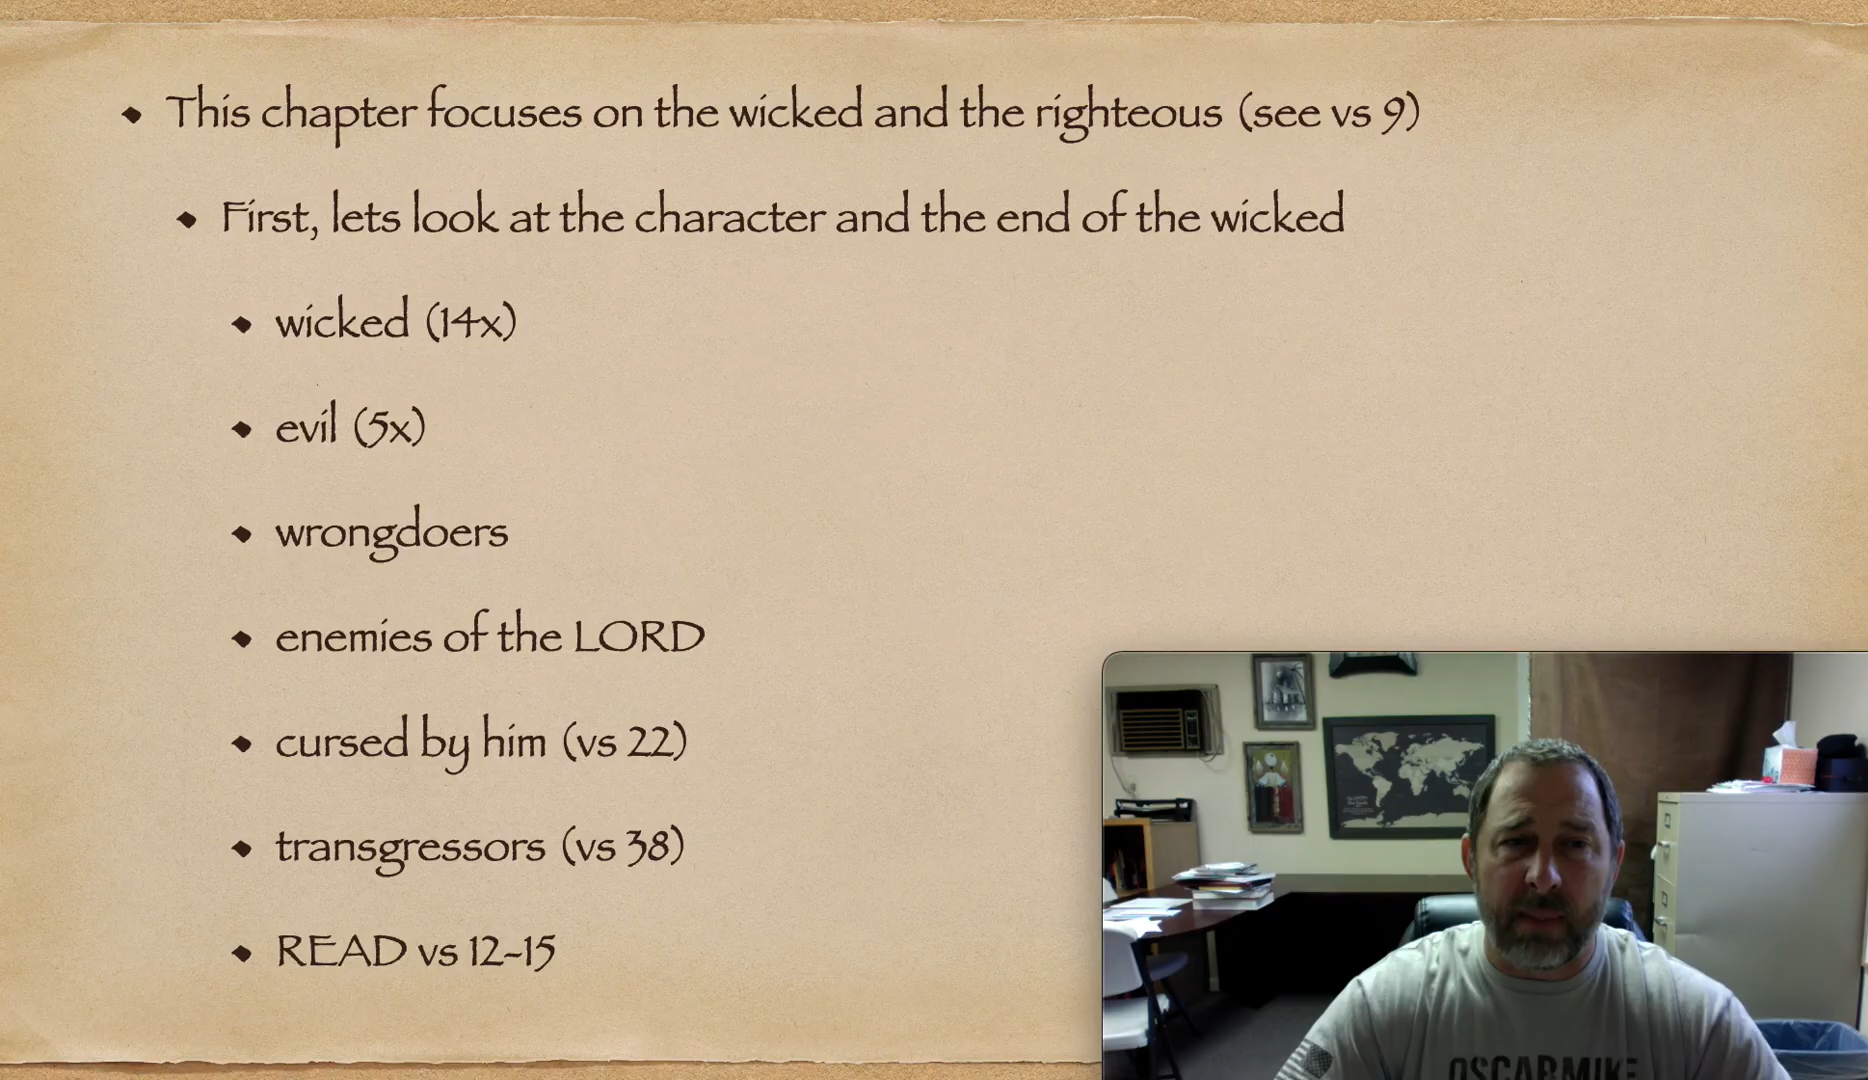 This chapter focuses on the wicked and the righteous (see vs 9)
First, lets look at the character and the end of the wicked
wicked (14x)
evil (5x)
wrongdoers
enemies of the LORD
cursed by him (vs 22)
transgressors (vs 38)
READ vs 12-15
OSCARMIKE